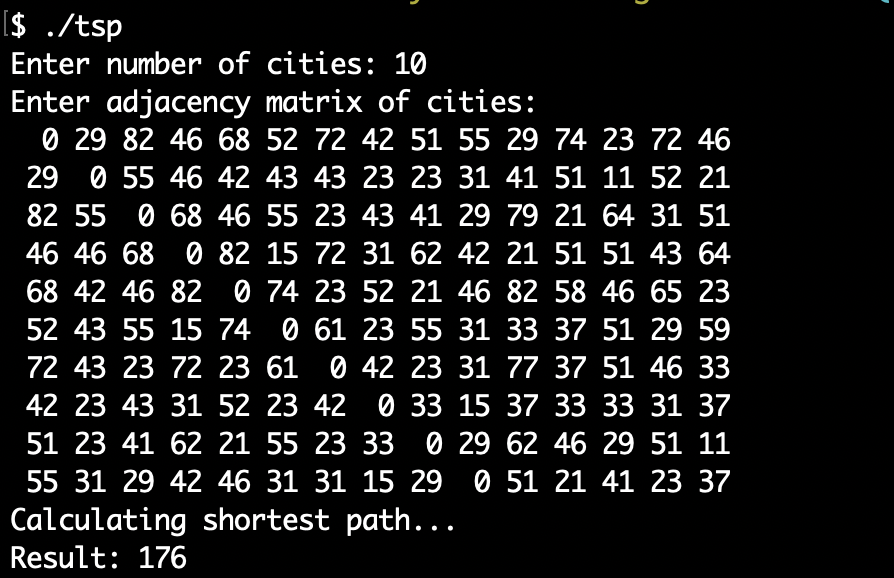 $ ./tsp
Enter number of cities: 10
Enter adjacency matrix of cities:
0 29 82 46 68 52 72 42 51 55 29 74 23 72 46
29 0 55 46 42 43 43 23 23 31 41 51 11 52 21
82 55 0 68 46 55 23 43 41 29 79 21 64 31 51
46 46 68 0 82 15 72 31 62 42 21 51 51 43 64
68 42 46 82 0 74 23 52 21 46 82 58 46 65 23
52 43 55 15 74 0 61 23 55 31 33 37 51 29 59
72 43 23 72 23 61 0 42 23 31 77 37 51 46 33
42 23 43 31 52 23 42 0 33 15 37 33 33 31 37
51 23 41 62 21 55 23 33 0 29 62 46 29 51 11
55 31 29 42 46 31 31 15 29 0 51 21 41 23 37
Calculating shortest path...
Result: 176